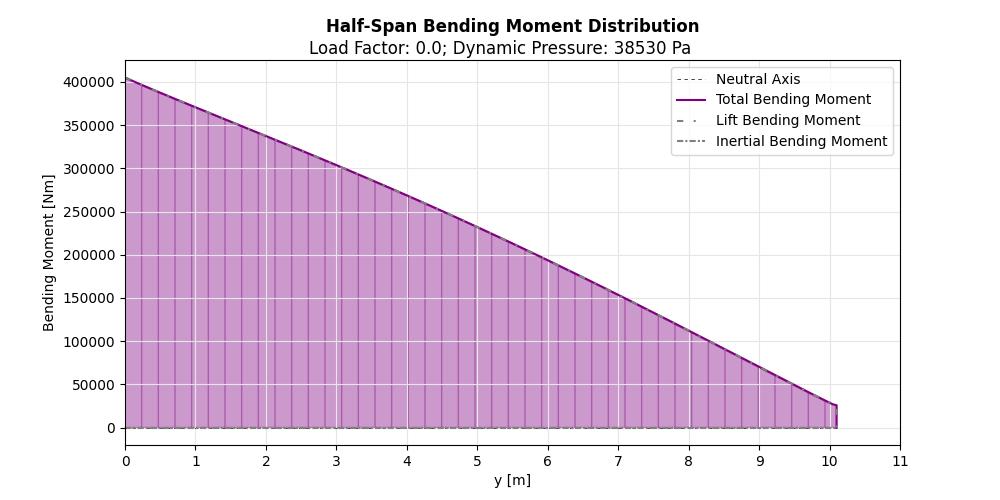 Half-Span Bending Moment Distribution
Load Factor: 0.0; Dynamic Pressure: 38530 Pa
Neutral Axis
Total Bending Moment
Lift Bending Moment
Inertial Bending Moment
Bending Moment [Nm]
400000
350000
300000
250000
200000
150000
100000
50000
0
0 1 2 3 4 5 6 7 8 9 10 11
y [m]